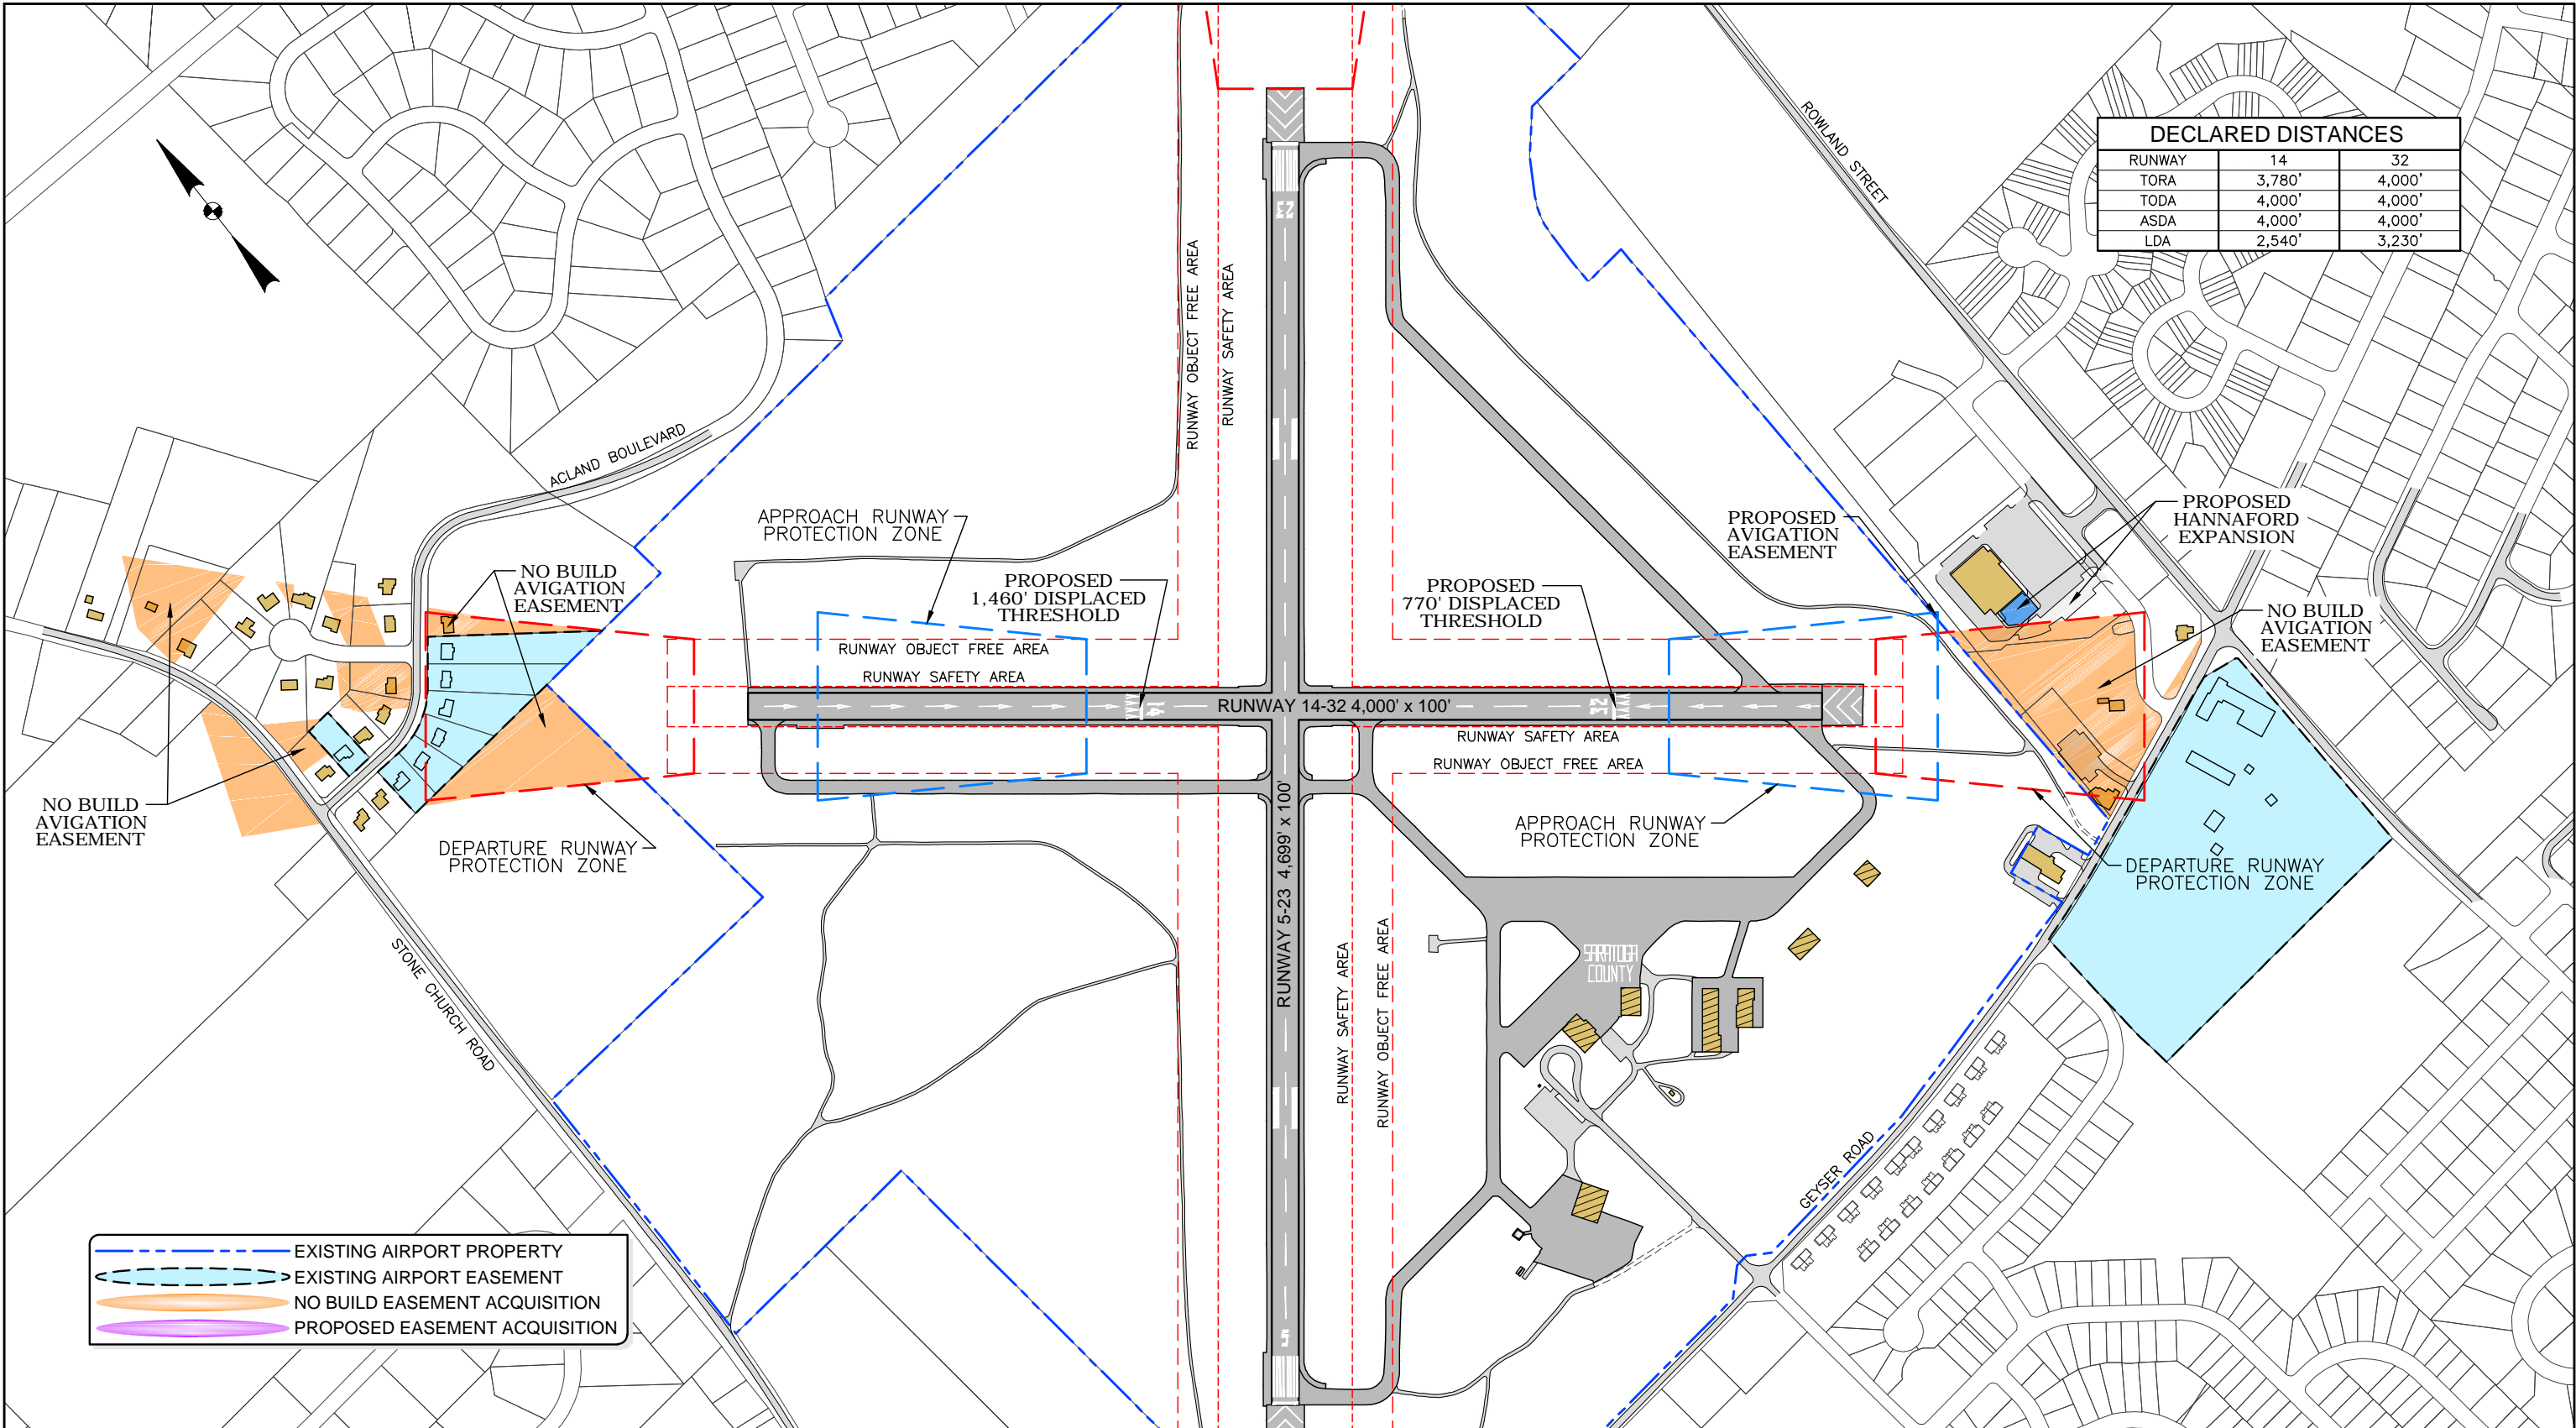 DECLARED DISTANCES
RUNWAY 14 32
TORA 3,780' 4,000'
TODA 4,000' 4,000'
ASDA 4,000' 4,000'
LDA 2,540' 3,230'
ROWLAND STREET
23
RUNWAY OBJECT FREE AREA
RUNWAY SAFETY AREA
ACLAND BOULEVARD
APPROACH RUNWAY
PROTECTION ZONE
PROPOSED
1,460' DISPLACED
THRESHOLD
PROPOSED
770' DISPLACED
THRESHOLD
PROPOSED
AVIGATION
EASEMENT
PROPOSED
HANNAFORD
EXPANSION
NO BUILD
AVIGATION
EASEMENT
NO BUILD
AVIGATION
EASEMENT
RUNWAY OBJECT FREE AREA
RUNWAY SAFETY AREA
14
RUNWAY 14-32 4,000' x 100'
RUNWAY SAFETY AREA
RUNWAY OBJECT FREE AREA
NO BUILD
AVIGATION
EASEMENT
DEPARTURE RUNWAY
PROTECTION ZONE
APPROACH RUNWAY
PROTECTION ZONE
DEPARTURE RUNWAY
PROTECTION ZONE
RUNWAY 5-23 4,699' x 100'
RUNWAY SAFETY AREA
RUNWAY OBJECT FREE AREA
SARATOGA
COUNTY
STONE CHURCH ROAD
GEYSER ROAD
5
EXISTING AIRPORT PROPERTY
EXISTING AIRPORT EASEMENT
NO BUILD EASEMENT ACQUISITION
PROPOSED EASEMENT ACQUISITION